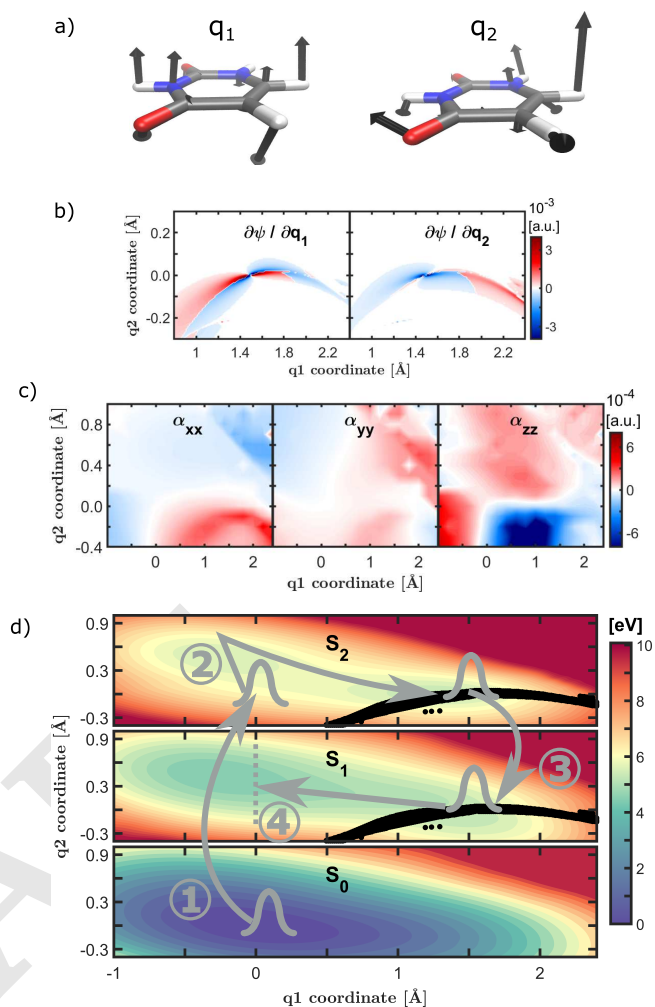 a)
q1
q2
b)
∂ψ / ∂q1
∂ψ / ∂q2
10^-3
[a.u.]
3
0
-3
0.2
0.0
-0.2
q2 coordinate [Å]
1 1.4 1.8 2.2
1 1.4 1.8 2.2
q1 coordinate [Å]
c)
αxx
αyy
αzz
10^-4
[a.u.]
6
0
-6
0.8
0.4
0.0
-0.4
q2 coordinate [Å]
0 1 2
0 1 2
0 1 2
q1 coordinate [Å]
d)
[eV]
10
8
6
4
2
0
S2
0.9
0.3
-0.3
②
...
③
S1
0.9
0.3
-0.3
④
...
S0
0.9
0.3
-0.3
①
q2 coordinate [Å]
-1 0 1 2
q1 coordinate [Å]